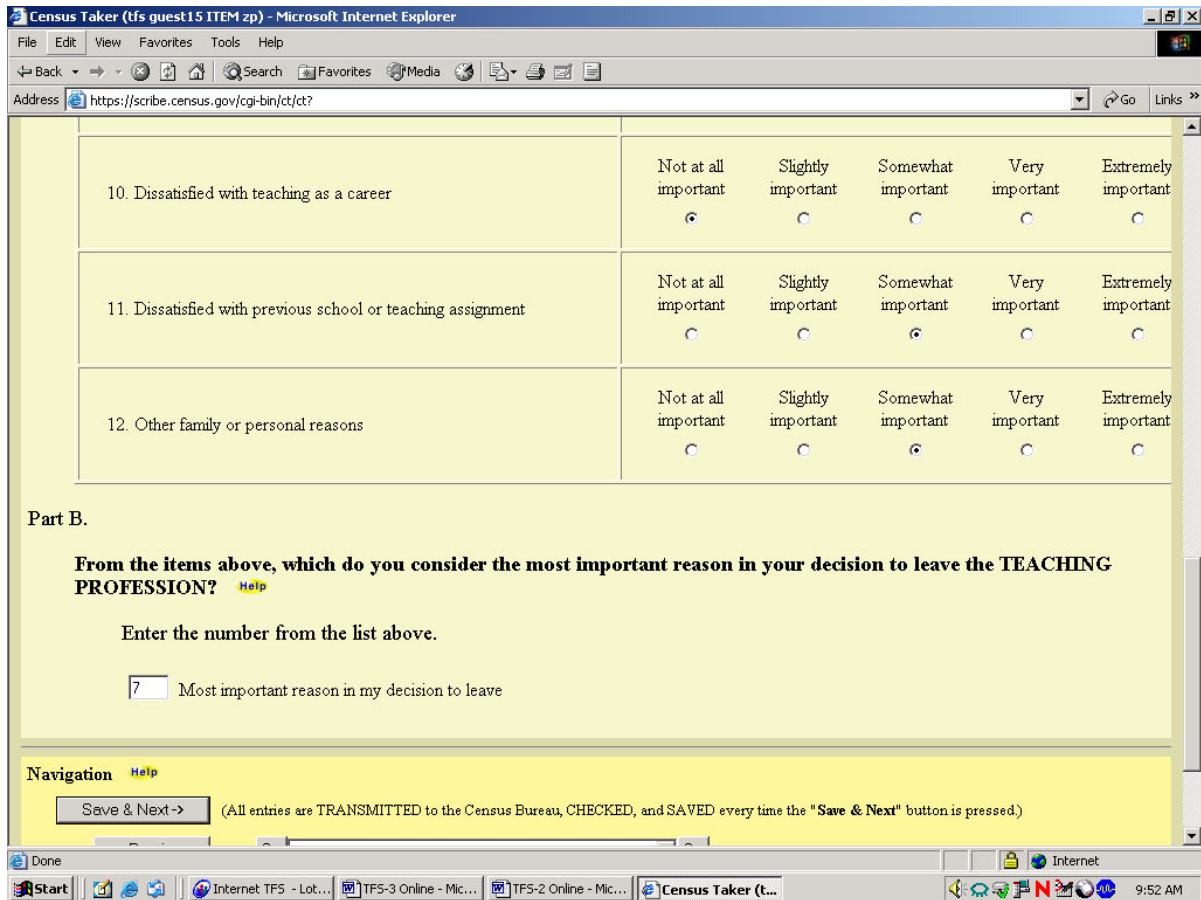 Census Taker (tfs guest15 ITEM zp) - Microsoft Internet Explorer
File Edit View Favorites Tools Help
Back Search Favorites Media
Address https://scribe.census.gov/cgi-bin/ct/ct? Go Links »
10. Dissatisfied with teaching as a career
Not at all important Slightly important Somewhat important Very important Extremely important
11. Dissatisfied with previous school or teaching assignment
Not at all important Slightly important Somewhat important Very important Extremely important
12. Other family or personal reasons
Not at all important Slightly important Somewhat important Very important Extremely important
Part B.
From the items above, which do you consider the most important reason in your decision to leave the TEACHING
PROFESSION? Help
Enter the number from the list above.
7 Most important reason in my decision to leave
Navigation Help
Save & Next-> (All entries are TRANSMITTED to the Census Bureau, CHECKED, and SAVED every time the "Save & Next" button is pressed.)
Done Internet
Start Internet TFS - Lot... TFS-3 Online - Mic... TFS-2 Online - Mic... Census Taker (t... 9:52 AM